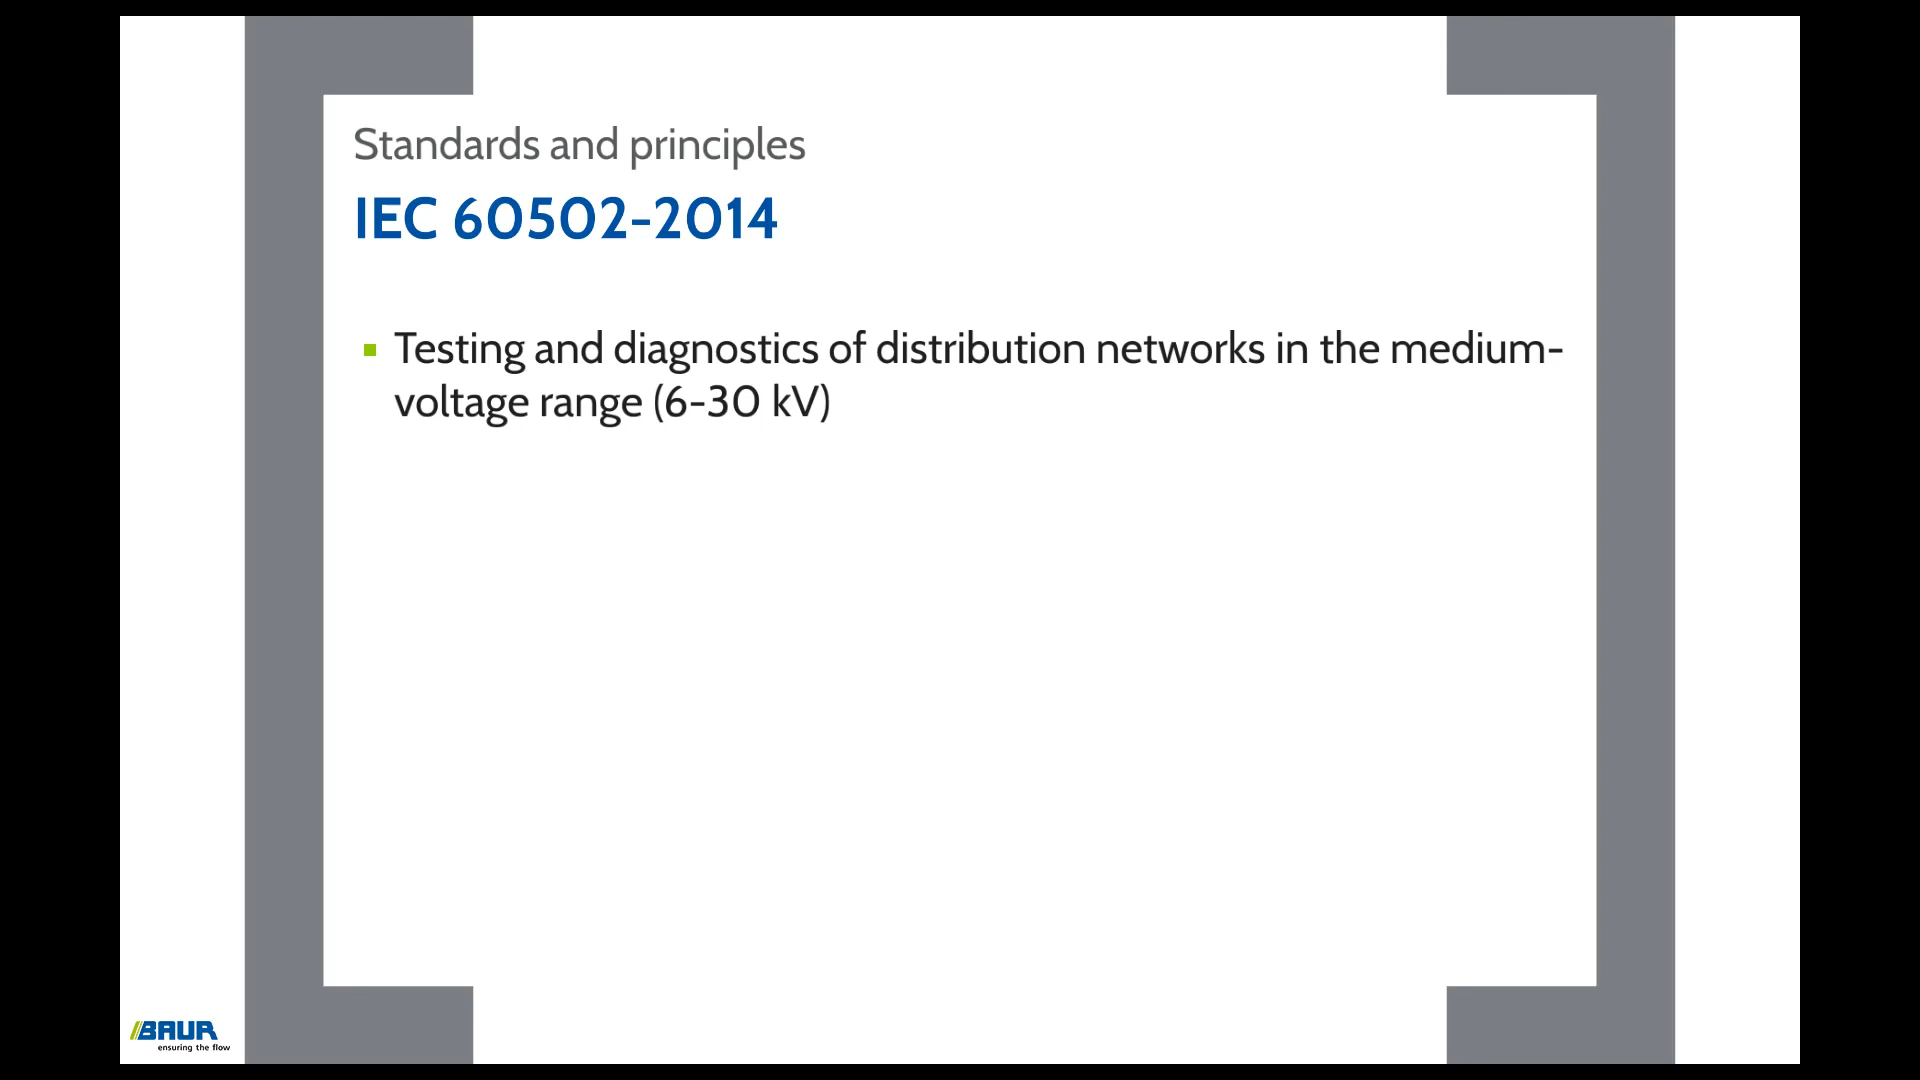 Standards and principles
IEC 60502-2014
Testing and diagnostics of distribution networks in the medium-
voltage range (6-30 kV)
BAUR
ensuring the flow